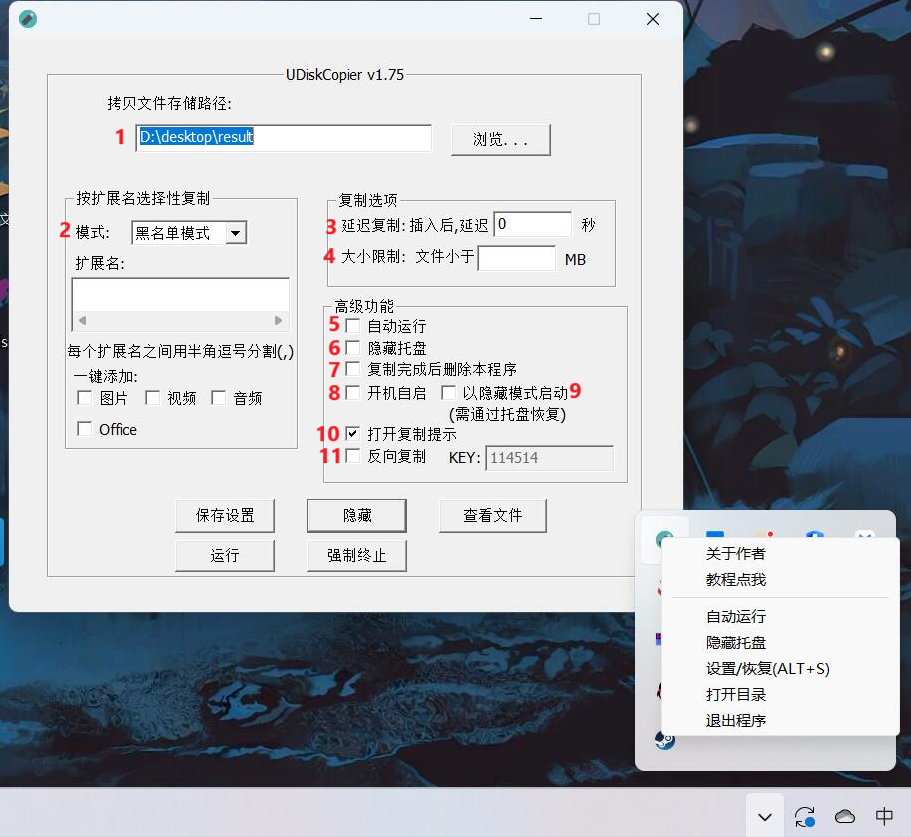 UDiskCopier v1.75
拷贝文件存储路径:
1 D:\desktop\result 浏览...
按扩展名选择性复制
2 模式: 黑名单模式
扩展名:
每个扩展名之间用半角逗号分割(,)
一键添加:
图片 视频 音频
Office
复制选项
3 延迟复制: 插入后,延迟 0 秒
4 大小限制: 文件小于 MB
高级功能
5 自动运行
6 隐藏托盘
7 复制完成后删除本程序
8 开机自启 以隐藏模式启动 9
(需通过托盘恢复)
10 打开复制提示
11 反向复制 KEY: 114514
保存设置 隐藏 查看文件
运行 强制终止
关于作者
教程点我
自动运行
隐藏托盘
设置/恢复(ALT+S)
打开目录
退出程序
文
s
中